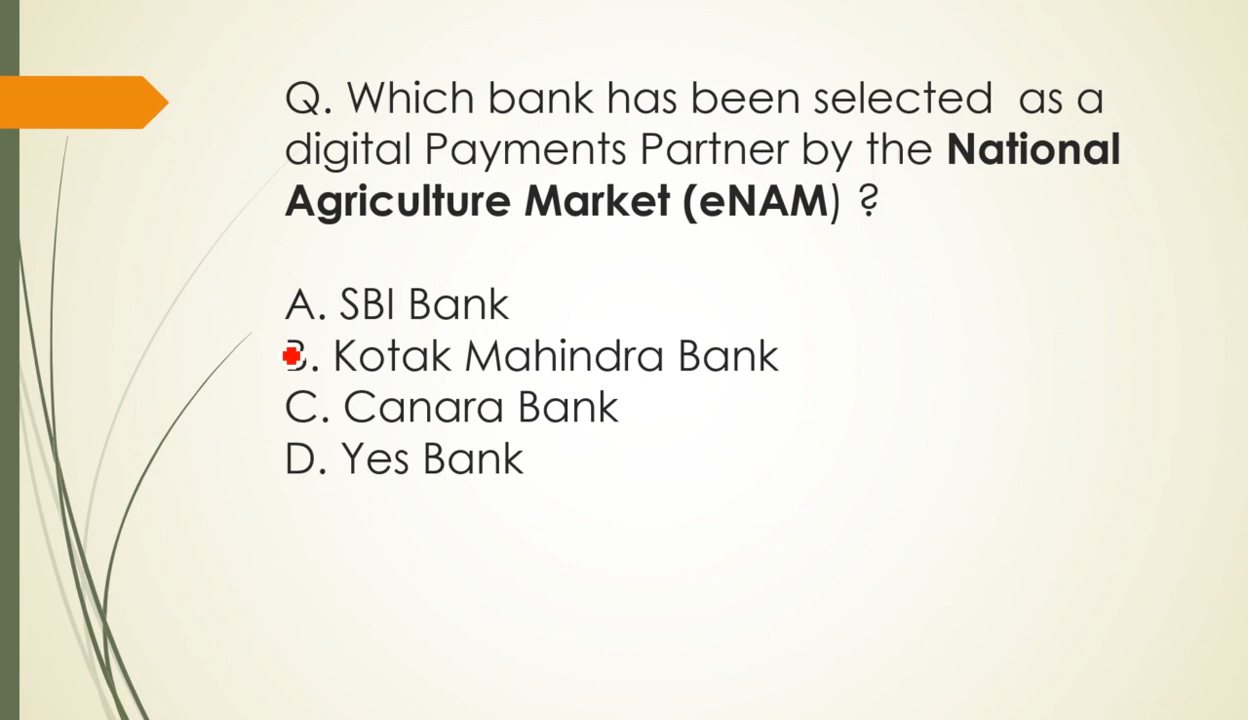 Q. Which bank has been selected as a
digital Payments Partner by the National
Agriculture Market (eNAM) ?
A. SBI Bank
B. Kotak Mahindra Bank
C. Canara Bank
D. Yes Bank